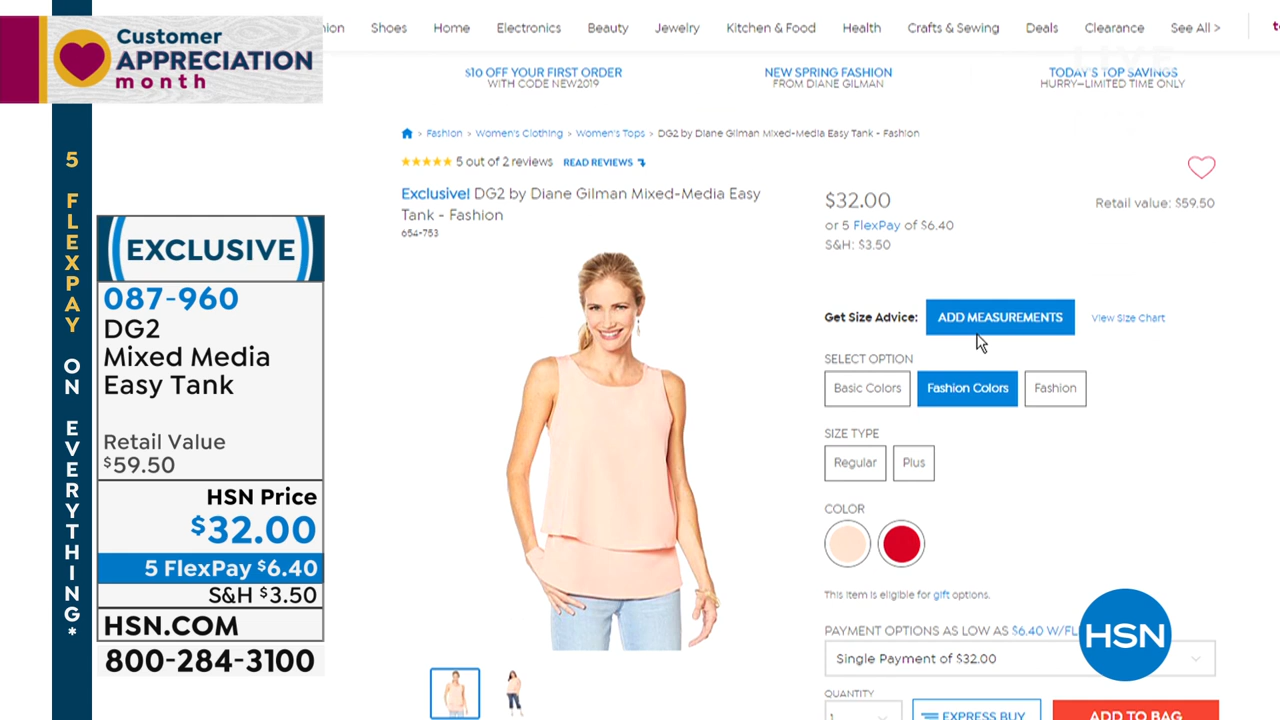 Customer
APPRECIATION
month
5 FLEXPAY ON EVERYTHING*
EXCLUSIVE
087-960
DG2
Mixed Media
Easy Tank
Retail Value
$59.50
HSN Price
$32.00
5 FlexPay $6.40
S&H $3.50
HSN.COM
800-284-3100
Shoes Home Electronics Beauty Jewelry Kitchen & Food Health Crafts & Sewing Deals Clearance See All >
LIVE
$10 OFF YOUR FIRST ORDER
WITH CODE NEW2019
NEW SPRING FASHION
FROM DIANE GILMAN
TODAY'S TOP SAVINGS
HURRY—LIMITED TIME ONLY
> Fashion > Women's Clothing > Women's Tops > DG2 by Diane Gilman Mixed-Media Easy Tank - Fashion
5 out of 2 reviews READ REVIEWS
Exclusive! DG2 by Diane Gilman Mixed-Media Easy
Tank - Fashion
654-753
$32.00
Retail value: $59.50
or 5 FlexPay of $6.40
S&H: $3.50
Get Size Advice: ADD MEASUREMENTS View Size Chart
SELECT OPTION
Basic Colors Fashion Colors Fashion
SIZE TYPE
Regular Plus
COLOR
This item is eligible for gift options.
PAYMENT OPTIONS AS LOW AS $6.40 W/FL
Single Payment of $32.00
HSN
QUANTITY
1 EXPRESS BUY ADD TO BAG